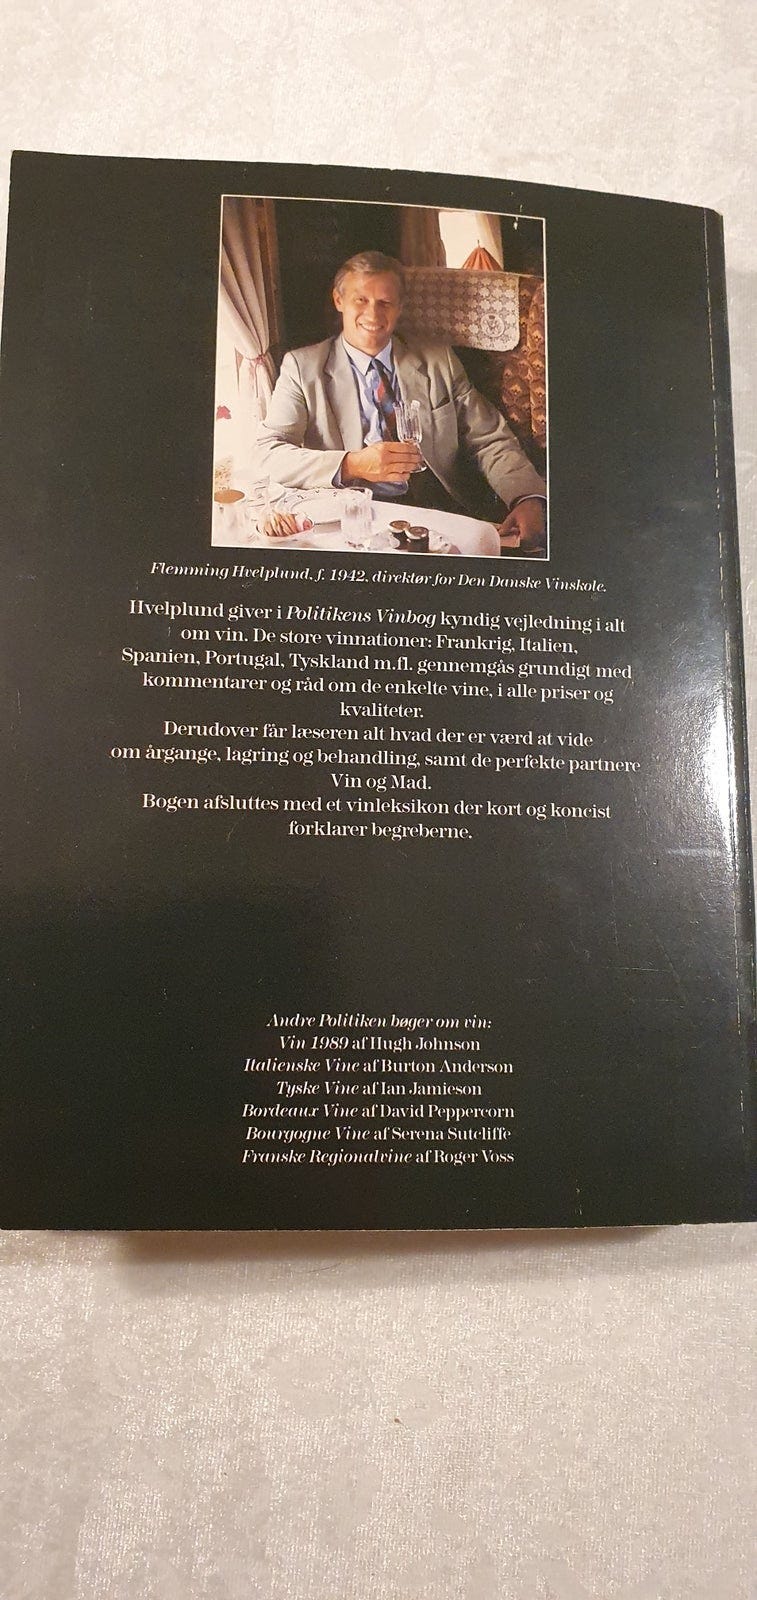 Flemming Hvelplund, f. 1942, direktør for Den Danske Vinskole.
Hvelplund giver i Politikens Vinbog kyndig vejledning i alt
om vin. De store vinnationer: Frankrig, Italien,
Spanien, Portugal, Tyskland m.fl. gennemgås grundigt med
kommentarer og råd om de enkelte vine, i alle priser og
kvaliteter.
Derudover får læseren alt hvad der er værd at vide
om årgange, lagring og behandling, samt de perfekte partnere
Vin og Mad.
Bogen afsluttes med et vinleksikon der kort og koncist
forklarer begreberne.
Andre Politiken bøger om vin:
Vin 1989 af Hugh Johnson
Italienske Vine af Burton Anderson
Tyske Vine af Ian Jamieson
Bordeaux Vine af David Peppercorn
Bourgogne Vine af Serena Sutcliffe
Franske Regionalvine af Roger Voss